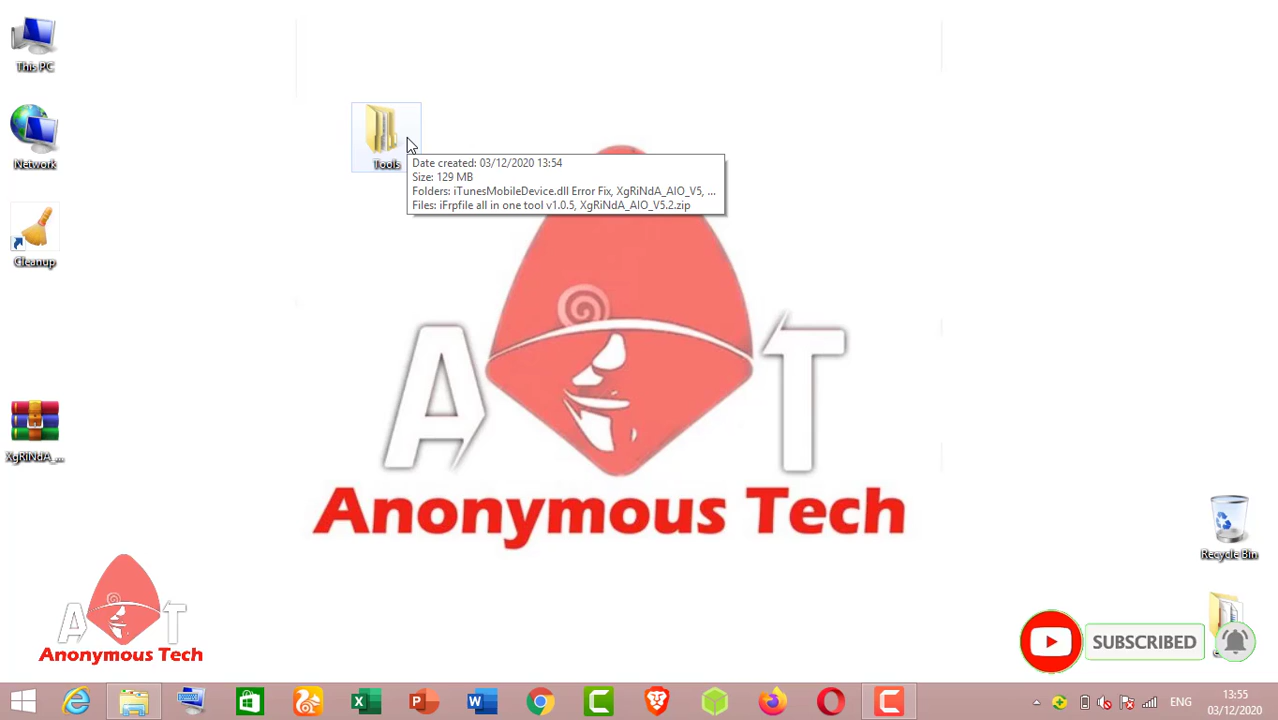 This PC
Network
Cleanup
XgRiNdA_...
Tools
Date created: 03/12/2020 13:54
Size: 129 MB
Folders: iTunesMobileDevice.dll Error Fix, XgRiNdA_AIO_V5, ...
Files: iFrpfile all in one tool v1.0.5, XgRiNdA_AIO_V5.2.zip
A T
Anonymous Tech
A T
Anonymous Tech
Recycle Bin
SUBSCRIBED
ENG
13:55
03/12/2020